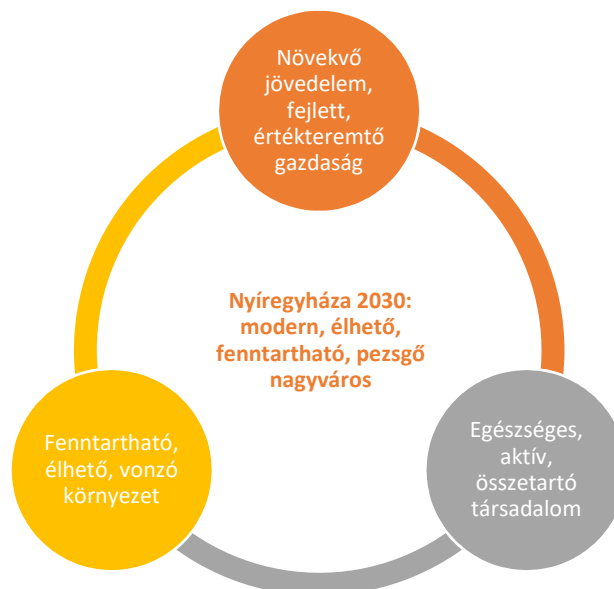 Növekvő
jövedelem,
fejlett,
értékteremtő
gazdaság
Nyíregyháza 2030:
modern, élhető,
fenntartható, pezsgő
nagyváros
Fenntartható,
élhető, vonzó
környezet
Egészséges,
aktív,
összetartó
társadalom